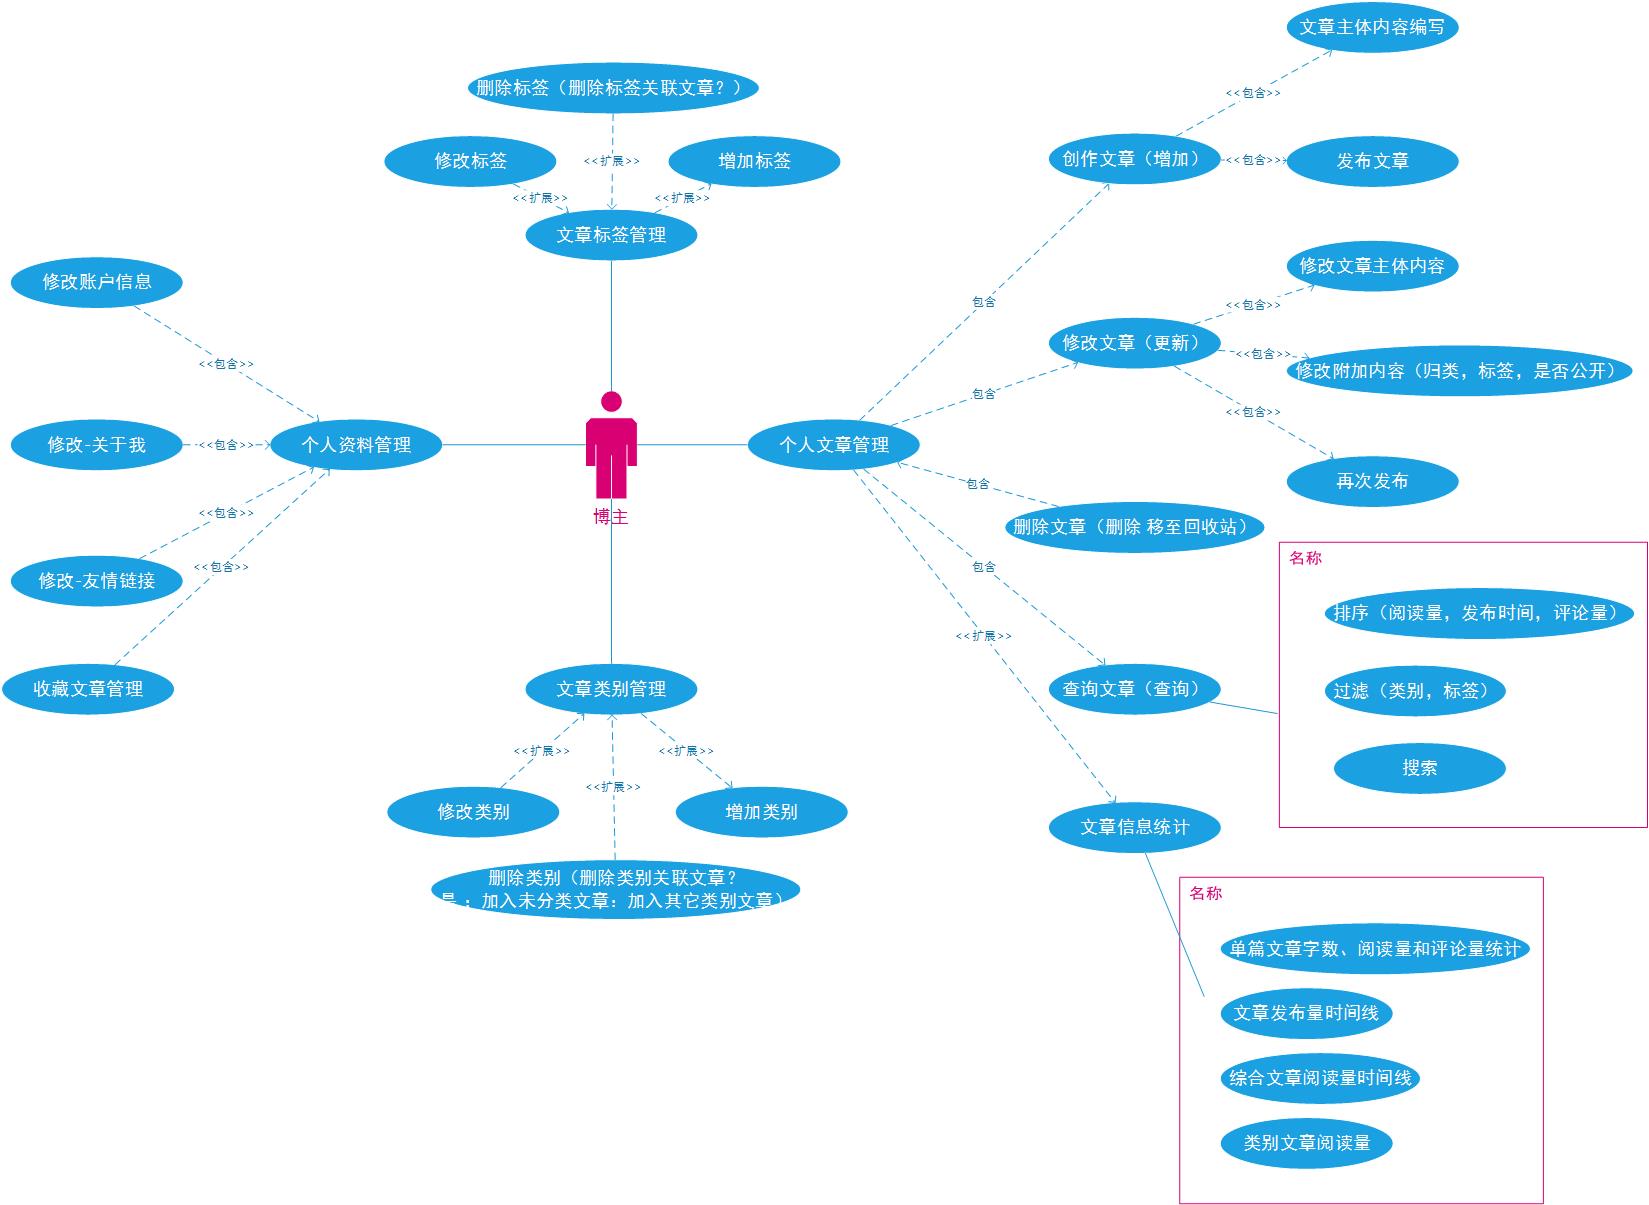 文章主体内容编写
<<包含>>
创作文章（增加）
<<包含>>
发布文章
删除标签（删除标签关联文章？）
修改标签
<<扩展>>
增加标签
<<扩展>>
<<扩展>>
文章标签管理
修改账户信息
<<包含>>
修改-关于我
<<包含>>
个人资料管理
<<包含>>
修改-友情链接
<<包含>>
收藏文章管理
博主
个人文章管理
包含
包含
包含
包含
<<扩展>>
修改文章主体内容
<<包含>>
修改文章（更新）
<<包含>>
修改附加内容（归类，标签，是否公开）
<<包含>>
再次发布
删除文章（删除 移至回收站）
查询文章（查询）
名称
排序（阅读量，发布时间，评论量）
过滤（类别，标签）
搜索
文章类别管理
<<扩展>>
<<扩展>>
<<扩展>>
修改类别
增加类别
删除类别（删除类别关联文章？
：加入未分类文章：加入其它类别文章）
文章信息统计
名称
单篇文章字数、阅读量和评论量统计
文章发布量时间线
综合文章阅读量时间线
类别文章阅读量